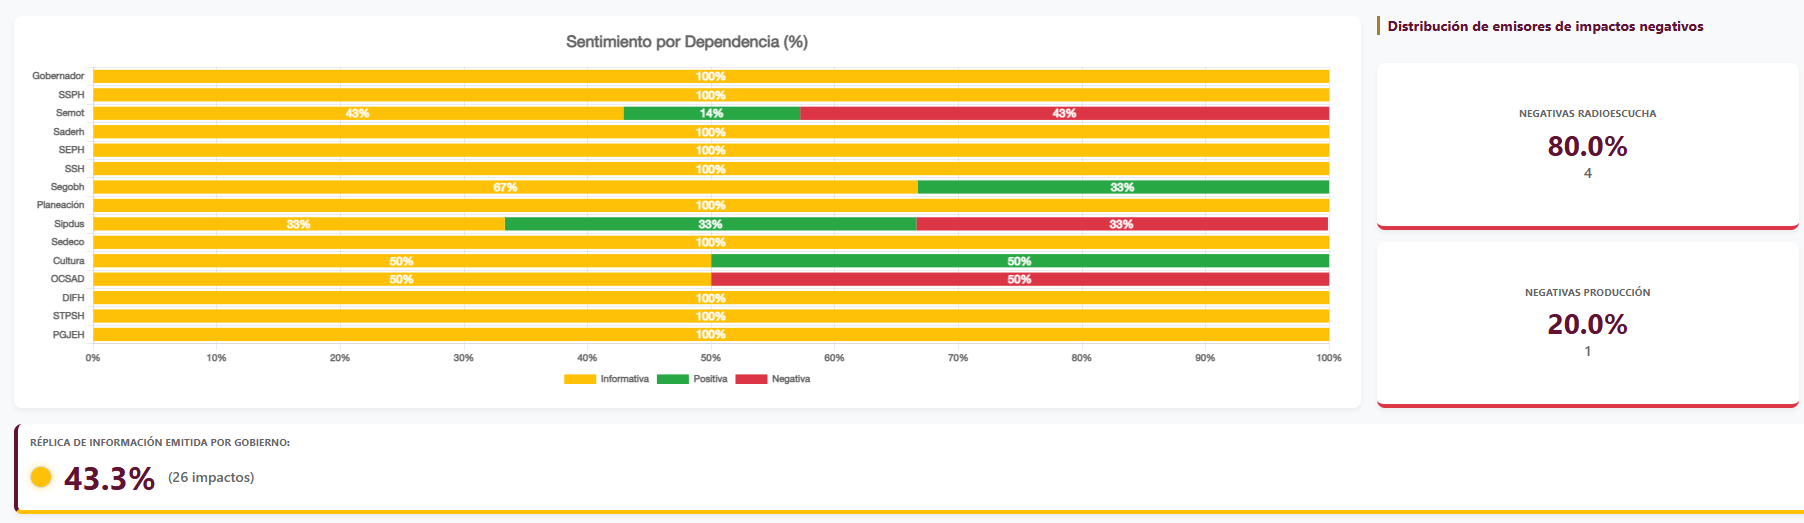 Sentimiento por Dependencia (%)
Gobernador 100%
SSPH 100%
Semot 43% 14% 43%
Saderh 100%
SEPH 100%
SSH 100%
Segobh 67% 33%
Planeación 100%
Sipdus 33% 33% 33%
Sedeco 100%
Cultura 50% 50%
OCSAD 50% 50%
DIFH 100%
STPSH 100%
PGJEH 100%
0% 10% 20% 30% 40% 50% 60% 70% 80% 90% 100%
Informativa Positiva Negativa
Distribución de emisores de impactos negativos
NEGATIVAS RADIOESCUCHA
80.0%
4
NEGATIVAS PRODUCCIÓN
20.0%
1
RÉPLICA DE INFORMACIÓN EMITIDA POR GOBIERNO:
43.3% (26 impactos)